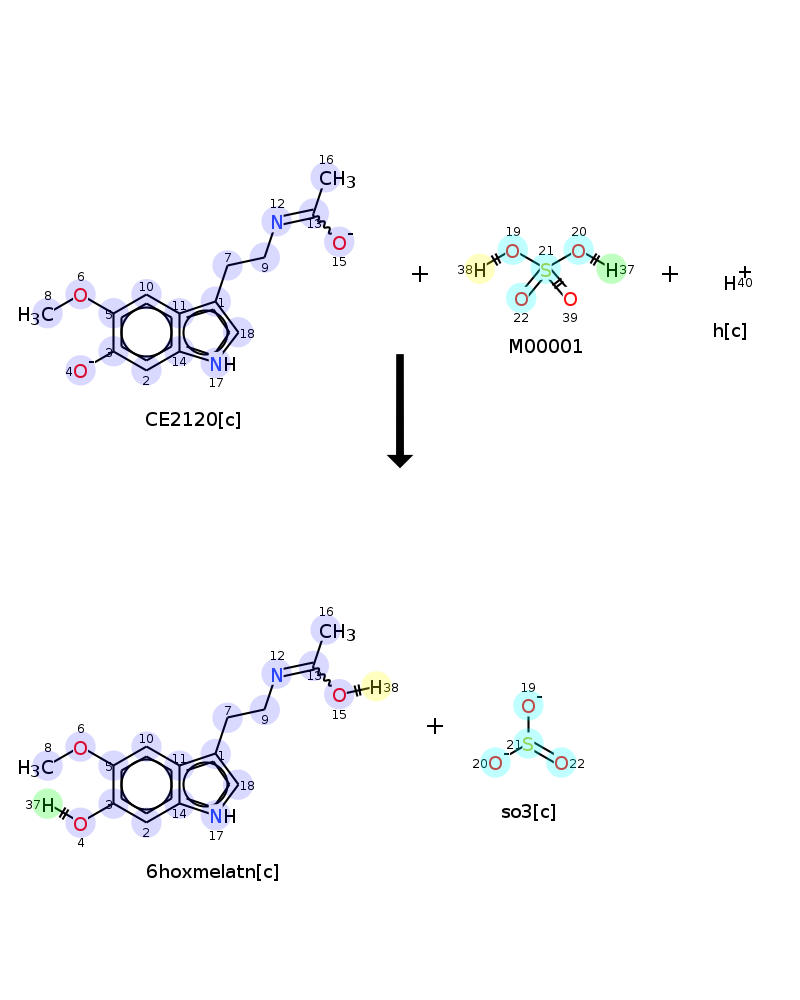 16
CH3
12
N
13
O-
15
7
9
6
O
10
8
H3C
5
11
1
18
3
4O-
2
14
NH
17
CE2120[c]
+
19
O
20
O
21
38H
S
H37
O
22
O
39
M00001
+
H+40
h[c]
16
CH3
12
N
13
O
15
H38
7
9
6
O
10
8
H3C
5
11
1
18
37H
3
O
4
2
14
NH
17
6hoxmelatn[c]
+
19
O-
21S
20O-
O22
so3[c]